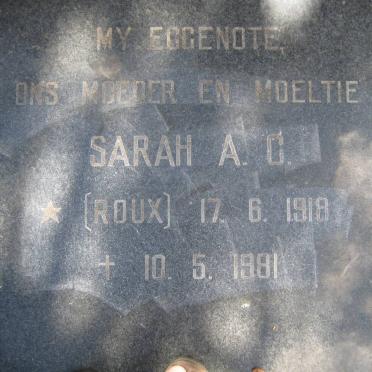 MY EGGENOTE,
ONS MOEDER EN MOELTIE
SARAH A. C.
★ (ROUX) 17. 6. 1918
† 10. 5. 1981